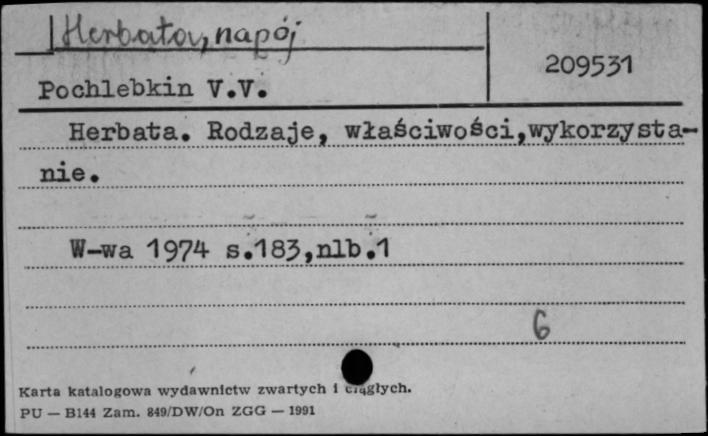 Herbata, napój
209531
Pochlebkin V.V.
Herbata. Rodzaje, właściwości,wykorzysta-
nie.
W-wa 1974 s.183,nlb.1
6
Karta katalogowa wydawnictw zwartych i ciągłych.
PU — B144 Zam. 849/DW/On ZGG — 1991